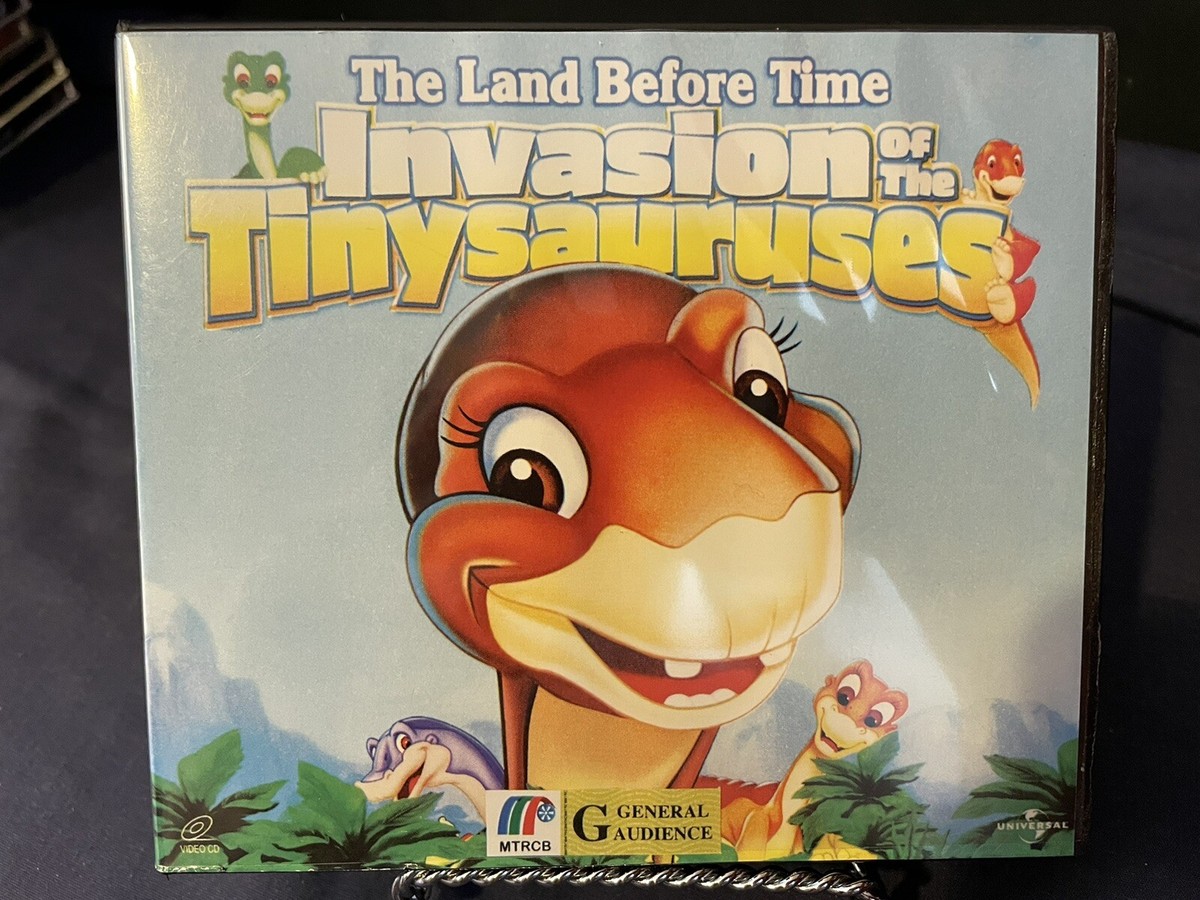 The Land Before Time
Invasion Of The
Tinysauruses
VIDEO CD
MTRCB
G GENERAL AUDIENCE
UNIVERSAL